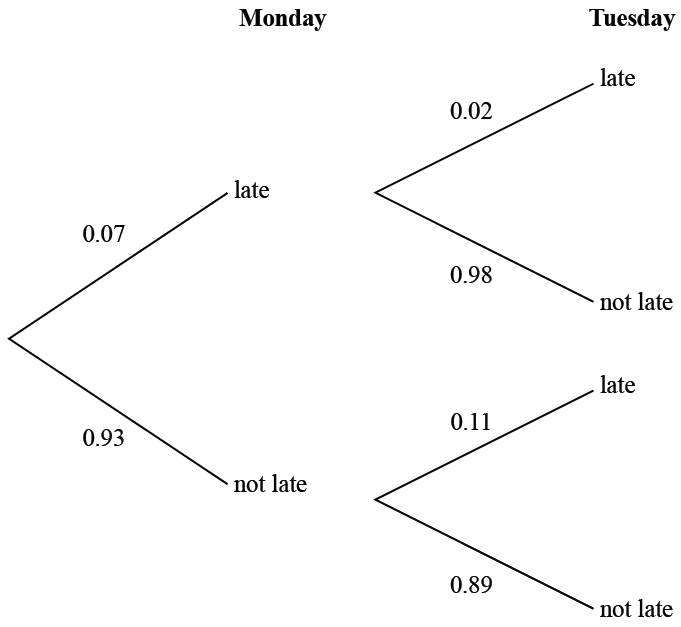 Monday
Tuesday
late
0.02
late
0.07
0.98
not late
late
0.11
0.93
not late
0.89
not late